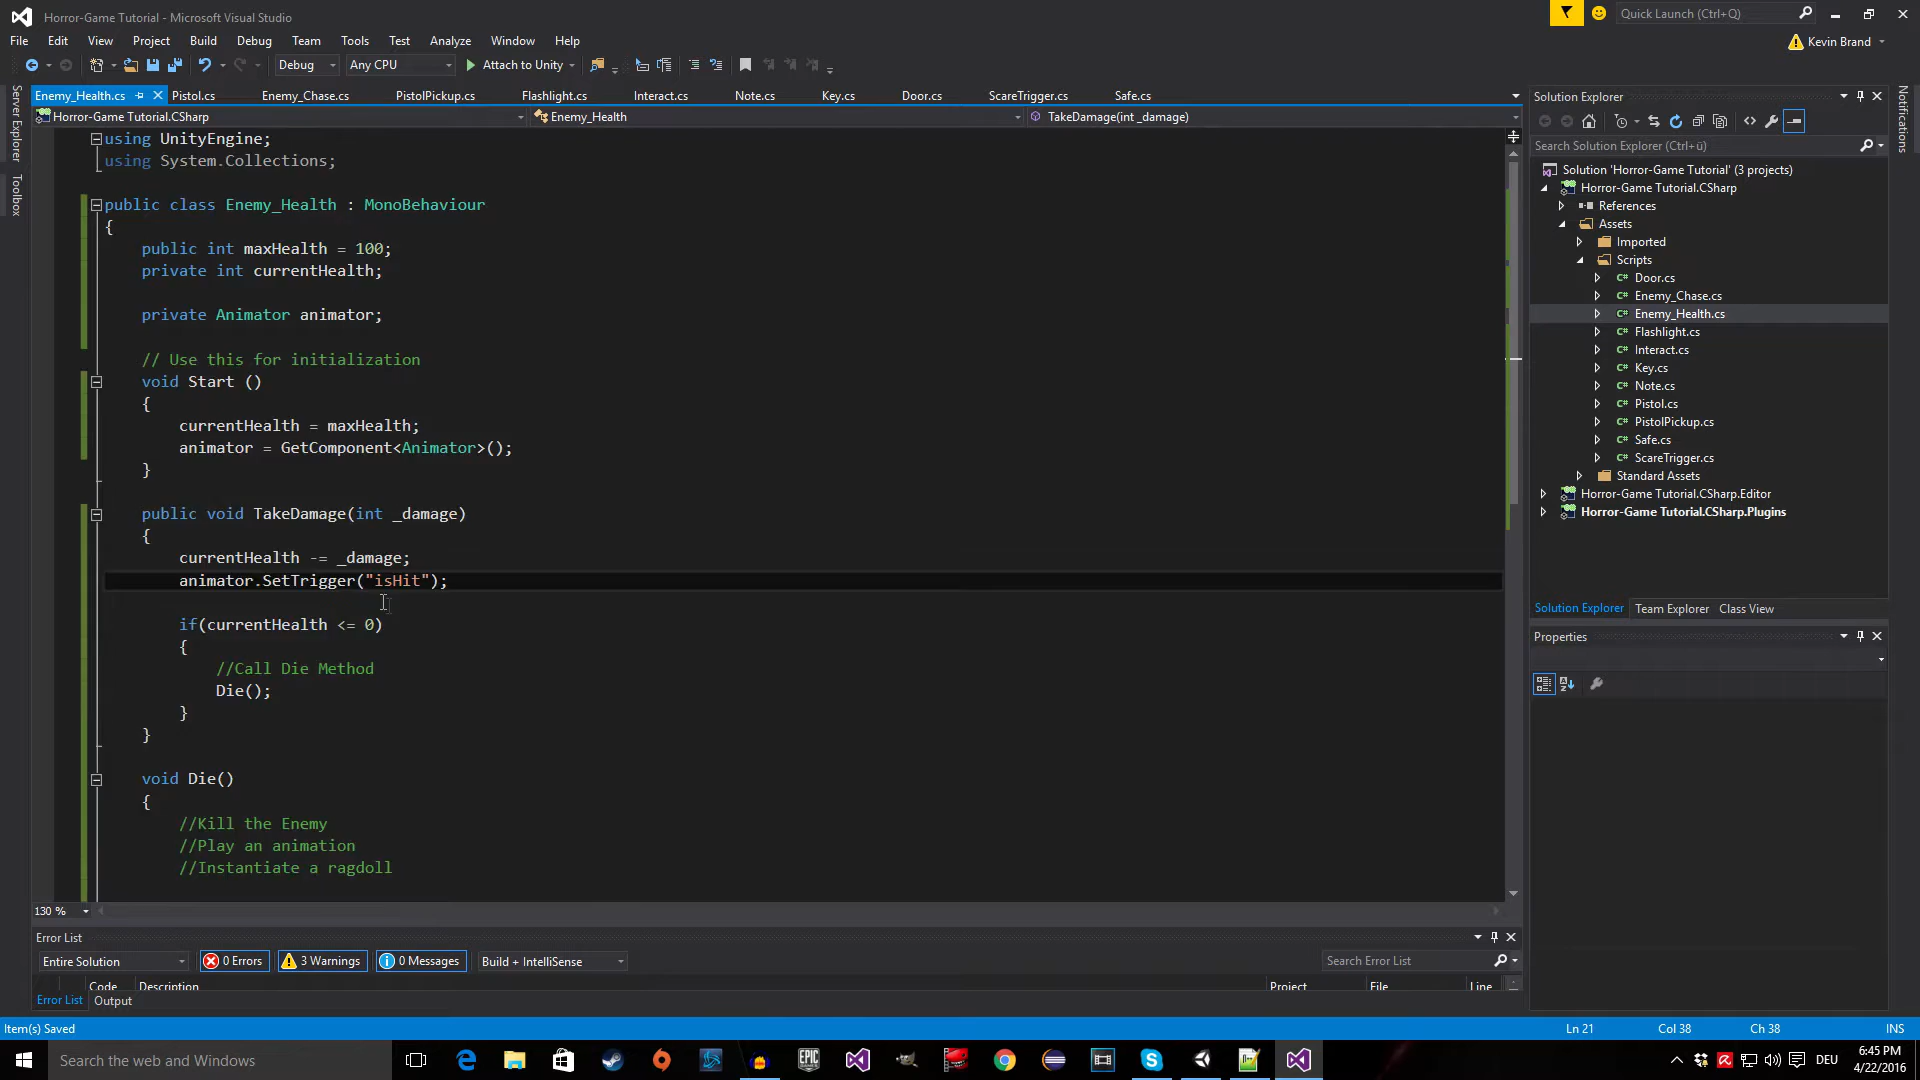 Horror-Game Tutorial - Microsoft Visual Studio
Quick Launch (Ctrl+Q)
File Edit View Project Build Debug Team Tools Test Analyze Window Help
Kevin Brand
Debug Any CPU Attach to Unity
Server Explorer
Toolbox
Notifications
Enemy_Health.cs Pistol.cs Enemy_Chase.cs PistolPickup.cs Flashlight.cs Interact.cs Note.cs Key.cs Door.cs ScareTrigger.cs Safe.cs
Horror-Game Tutorial.CSharp Enemy_Health TakeDamage(int _damage)
using UnityEngine;
using System.Collections;
public class Enemy_Health : MonoBehaviour
{
public int maxHealth = 100;
private int currentHealth;
private Animator animator;
// Use this for initialization
void Start ()
{
currentHealth = maxHealth;
animator = GetComponent<Animator>();
}
public void TakeDamage(int _damage)
{
currentHealth -= _damage;
animator.SetTrigger("isHit");
if(currentHealth <= 0)
{
//Call Die Method
Die();
}
}
void Die()
{
//Kill the Enemy
//Play an animation
//Instantiate a ragdoll
130 %
Solution Explorer
Search Solution Explorer (Ctrl+ü)
Solution 'Horror-Game Tutorial' (3 projects)
Horror-Game Tutorial.CSharp
References
Assets
Imported
Scripts
C# Door.cs
C# Enemy_Chase.cs
C# Enemy_Health.cs
C# Flashlight.cs
C# Interact.cs
C# Key.cs
C# Note.cs
C# Pistol.cs
C# PistolPickup.cs
C# Safe.cs
C# ScareTrigger.cs
Standard Assets
Horror-Game Tutorial.CSharp.Editor
Horror-Game Tutorial.CSharp.Plugins
Solution Explorer Team Explorer Class View
Properties
Error List
Entire Solution 0 Errors 3 Warnings 0 Messages Build + IntelliSense Search Error List
Code Description Project File Line
Error List Output
Item(s) Saved Ln 21 Col 38 Ch 38 INS
Search the web and Windows
EPIC GAMES
DEU
6:45 PM
4/22/2016